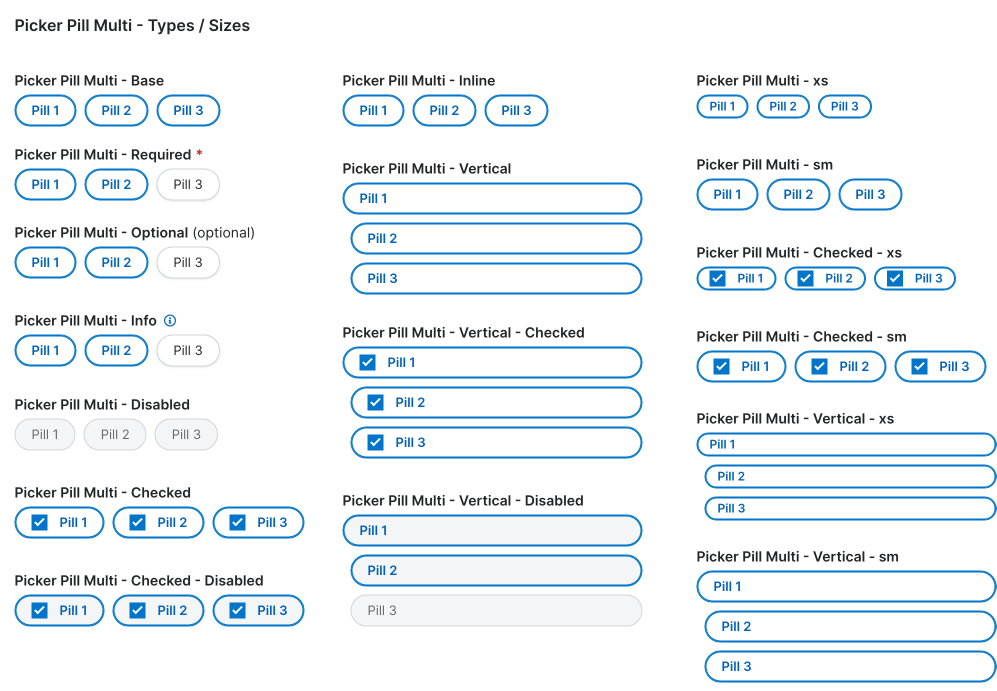 Picker Pill Multi - Types / Sizes
Picker Pill Multi - Base
Pill 1 Pill 2 Pill 3
Picker Pill Multi - Required *
Pill 1 Pill 2 Pill 3
Picker Pill Multi - Optional (optional)
Pill 1 Pill 2 Pill 3
Picker Pill Multi - Info
Pill 1 Pill 2 Pill 3
Picker Pill Multi - Disabled
Pill 1 Pill 2 Pill 3
Picker Pill Multi - Checked
Pill 1 Pill 2 Pill 3
Picker Pill Multi - Checked - Disabled
Pill 1 Pill 2 Pill 3
Picker Pill Multi - Inline
Pill 1 Pill 2 Pill 3
Picker Pill Multi - Vertical
Pill 1
Pill 2
Pill 3
Picker Pill Multi - Vertical - Checked
Pill 1
Pill 2
Pill 3
Picker Pill Multi - Vertical - Disabled
Pill 1
Pill 2
Pill 3
Picker Pill Multi - xs
Pill 1 Pill 2 Pill 3
Picker Pill Multi - sm
Pill 1 Pill 2 Pill 3
Picker Pill Multi - Checked - xs
Pill 1 Pill 2 Pill 3
Picker Pill Multi - Checked - sm
Pill 1 Pill 2 Pill 3
Picker Pill Multi - Vertical - xs
Pill 1
Pill 2
Pill 3
Picker Pill Multi - Vertical - sm
Pill 1
Pill 2
Pill 3